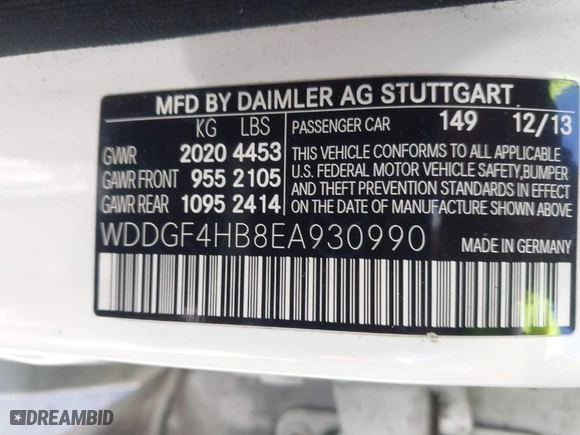 MFD BY DAIMLER AG STUTTGART
KG LBS PASSENGER CAR 149 12/13
GVWR 2020 4453
GAWR FRONT 955 2105
GAWR REAR 1095 2414
THIS VEHICLE CONFORMS TO ALL APPLICABLE
U.S. FEDERAL MOTOR VEHICLE SAFETY,BUMPER
AND THEFT PREVENTION STANDARDS IN EFFECT
ON THE DATE OF MANUFACTURE SHOWN ABOVE.
WDDGF4HB8EA930990 MADE IN GERMANY
DREAMBID